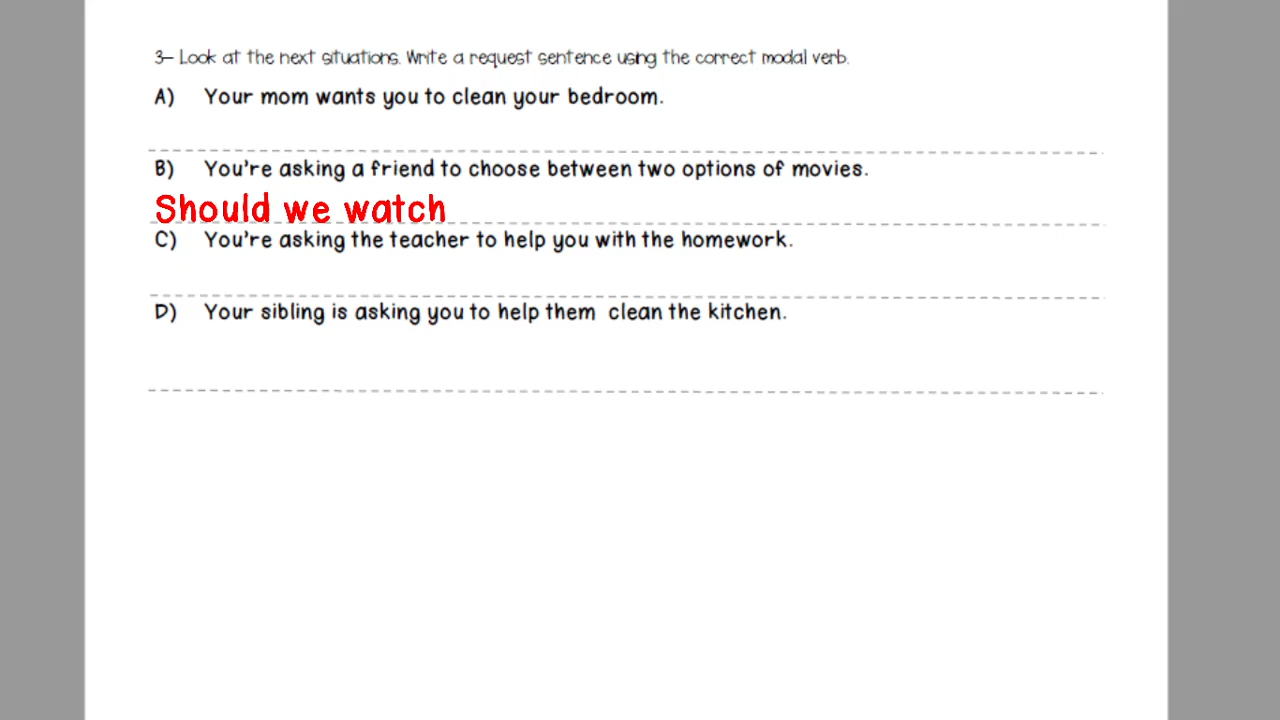 3- Look at the next situations. Write a request sentence using the correct modal verb.
A) Your mom wants you to clean your bedroom.
B) You're asking a friend to choose between two options of movies.
Should we watch
C) You're asking the teacher to help you with the homework.
D) Your sibling is asking you to help them clean the kitchen.